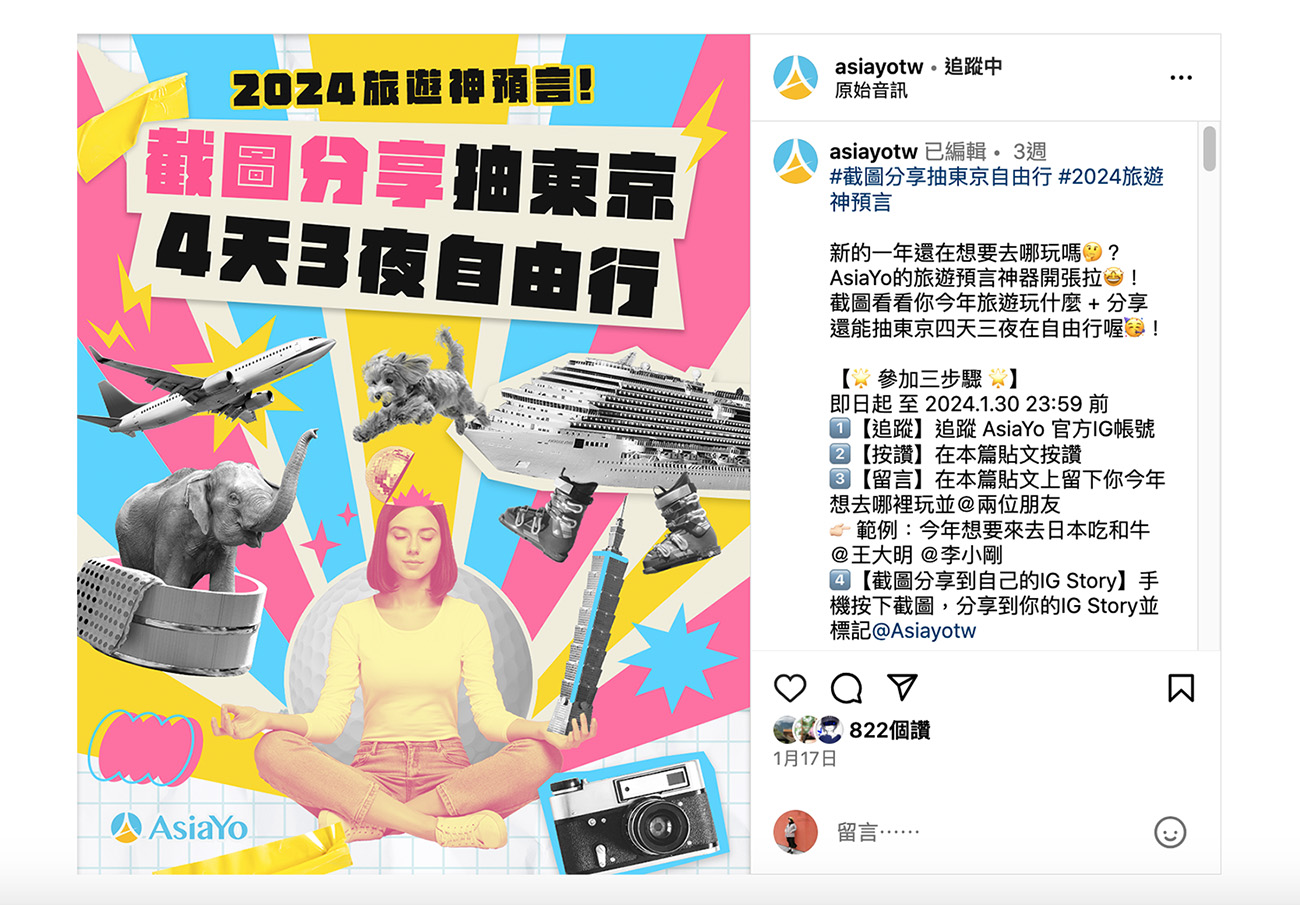 2024旅遊神預言!
截圖分享抽東京
4天3夜自由行
AsiaYo
asiayotw • 追蹤中
原始音訊
asiayotw 已編輯 • 3週
#截圖分享抽東京自由行 #2024旅遊
神預言
新的一年還在想要去哪玩嗎🤔？
AsiaYo的旅遊預言神器開張拉🤩！
截圖看看你今年旅遊玩什麼 + 分享
還能抽東京四天三夜在自由行喔🥳！
【🌟 參加三步驟 🌟】
即日起 至 2024.1.30 23:59 前
1️⃣【追蹤】追蹤 AsiaYo 官方IG帳號
2️⃣【按讚】在本篇貼文按讚
3️⃣【留言】在本篇貼文上留下你今年
想去哪裡玩並@兩位朋友
👉🏻 範例：今年想要來去日本吃和牛
@王大明 @李小剛
4️⃣【截圖分享到自己的IG Story】手
機按下截圖，分享到你的IG Story並
標記@Asiayotw
822個讚
1月17日
留言⋯⋯